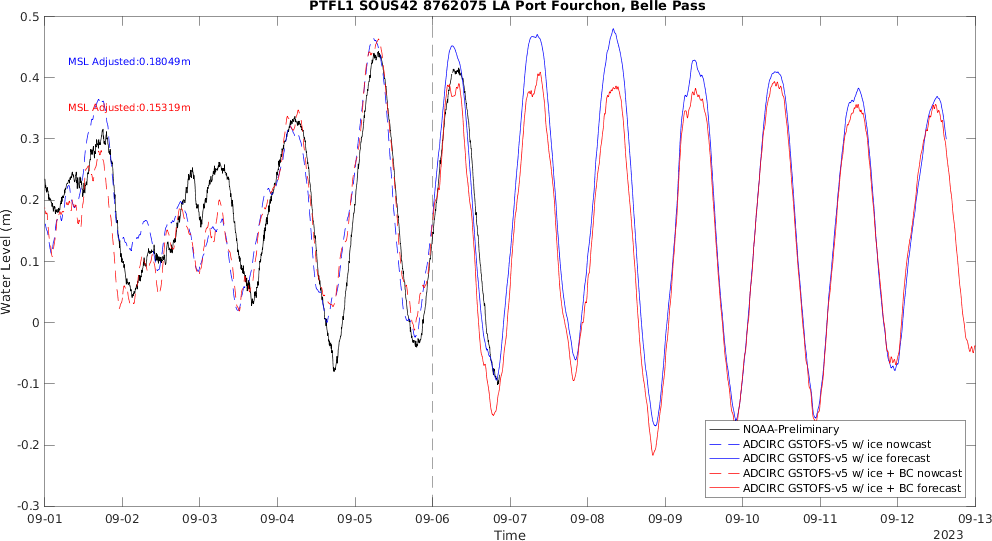 PTFL1 SOUS42 8762075 LA Port Fourchon, Belle Pass
0.5
0.4
0.3
0.2
0.1
0
-0.1
-0.2
-0.3
Water Level (m)
MSL Adjusted:0.18049m
MSL Adjusted:0.15319m
NOAA-Preliminary
ADCIRC GSTOFS-v5 w/ ice nowcast
ADCIRC GSTOFS-v5 w/ ice forecast
ADCIRC GSTOFS-v5 w/ ice + BC nowcast
ADCIRC GSTOFS-v5 w/ ice + BC forecast
09-01 09-02 09-03 09-04 09-05 09-06 09-07 09-08 09-09 09-10 09-11 09-12 09-13
Time
2023